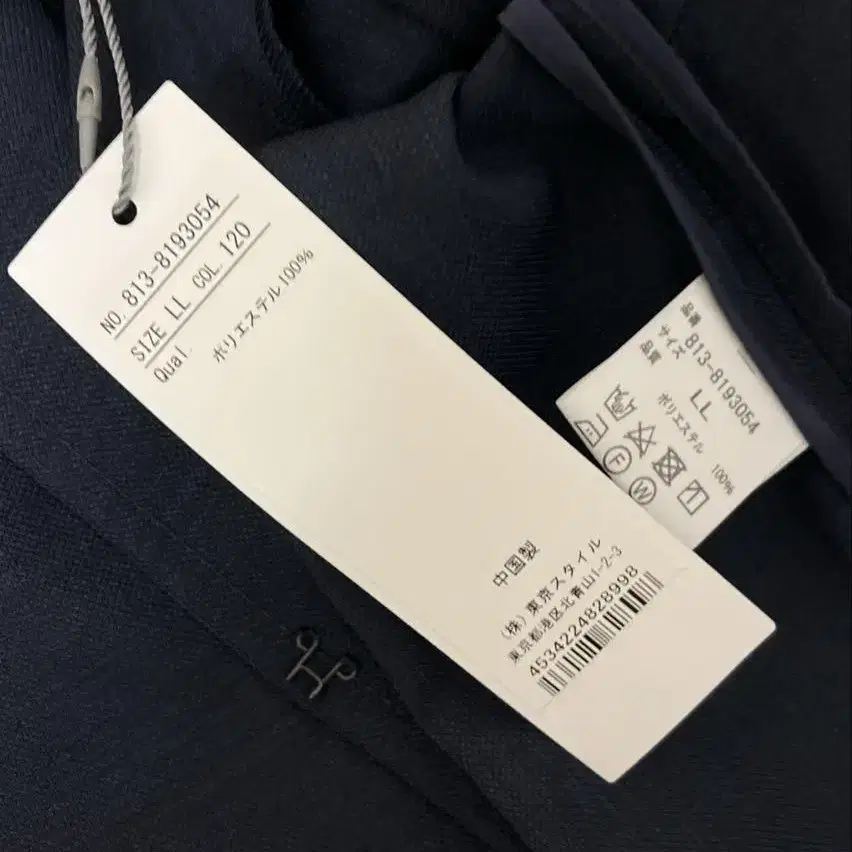 NO. 813-8193054
SIZE LL COL. 120
Qual. ポリエステル100%
中国製
(株)東京スタイル
東京都港区北青山1-2-3
4534224828998
品番 813-8193054
サイズ LL
品質 ポリエステル 100%
F
W